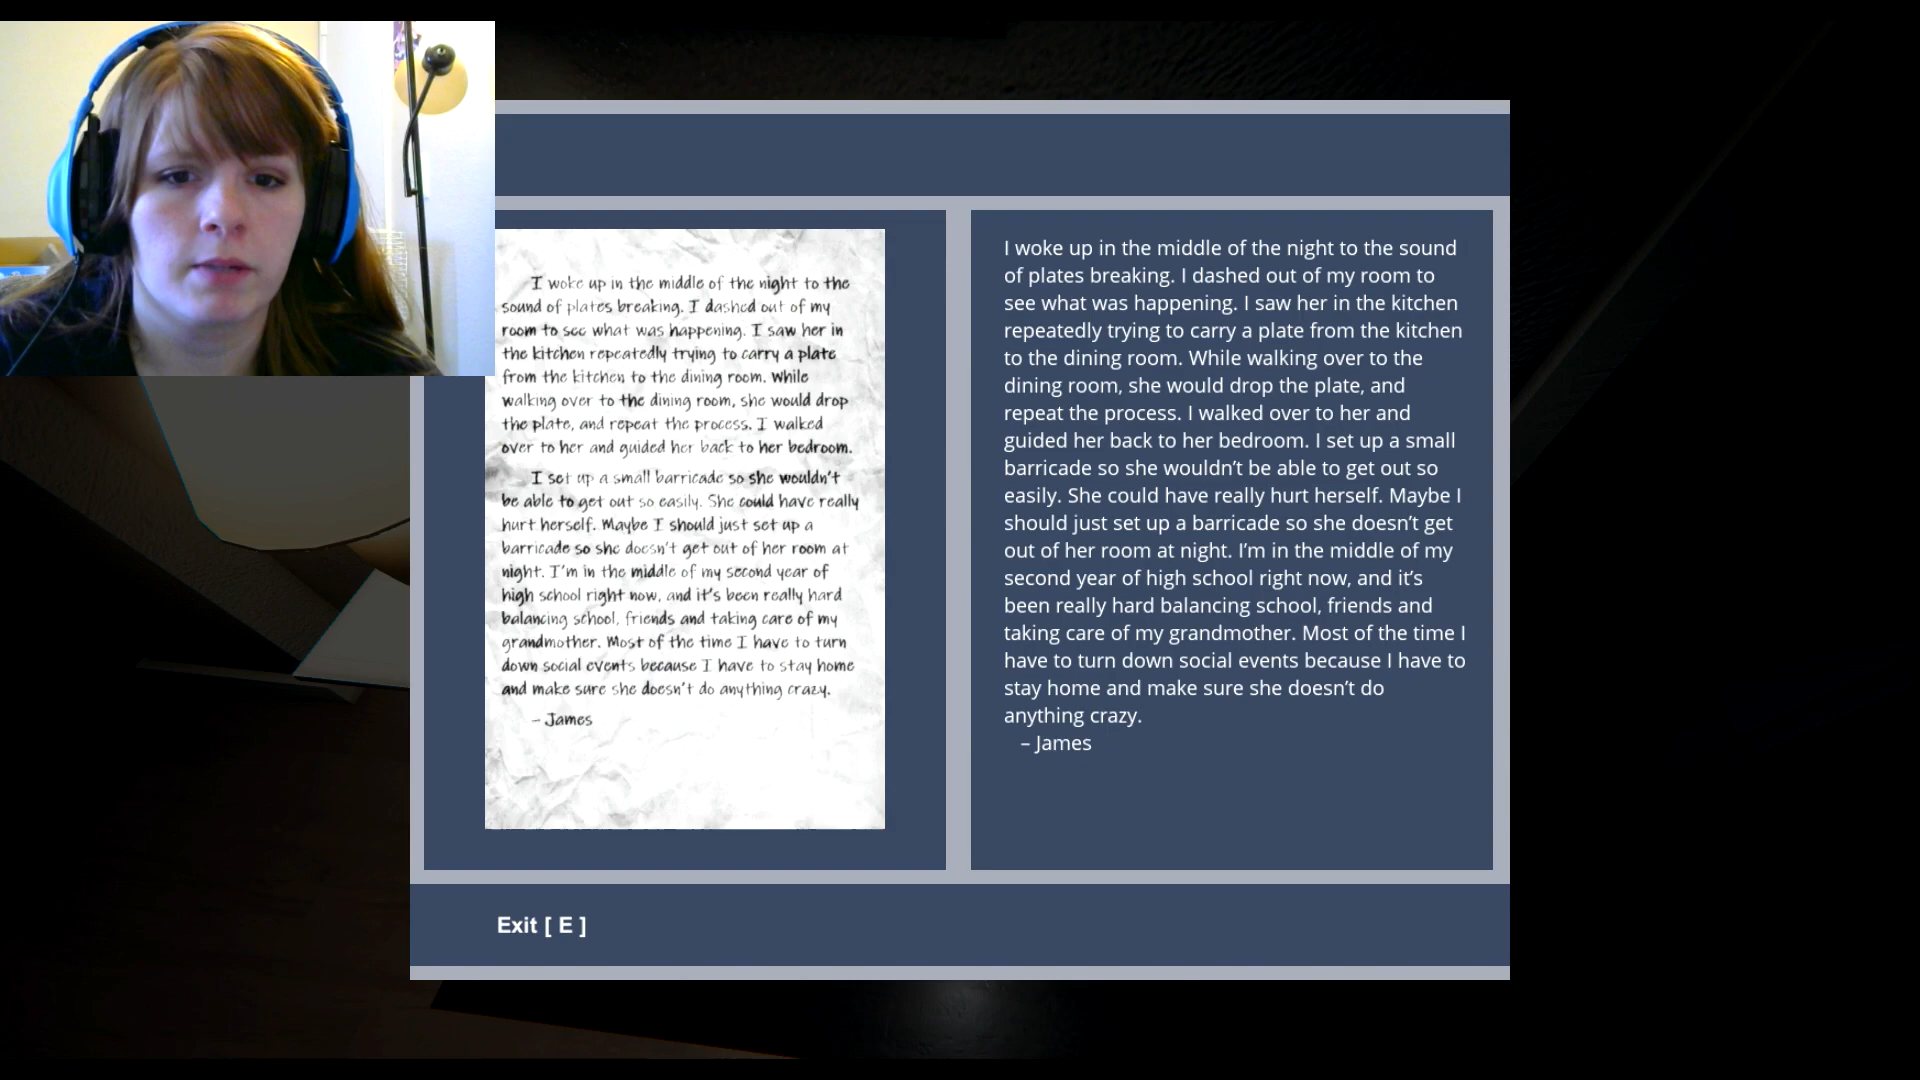 I woke up in the middle of the night to the
sound of plates breaking. I dashed out of my
room to see what was happening. I saw her in
the kitchen repeatedly trying to carry a plate
from the kitchen to the dining room. While
walking over to the dining room, she would drop
the plate, and repeat the process. I walked
over to her and guided her back to her bedroom.
I set up a small barricade so she wouldn't
be able to get out so easily. She could have really
hurt herself. Maybe I should just set up a
barricade so she doesn't get out of her room at
night. I'm in the middle of my second year of
high school right now, and it's been really hard
balancing school, friends and taking care of my
grandmother. Most of the time I have to turn
down social events because I have to stay home
and make sure she doesn't do anything crazy.
– James
I woke up in the middle of the night to the sound
of plates breaking. I dashed out of my room to
see what was happening. I saw her in the kitchen
repeatedly trying to carry a plate from the kitchen
to the dining room. While walking over to the
dining room, she would drop the plate, and
repeat the process. I walked over to her and
guided her back to her bedroom. I set up a small
barricade so she wouldn’t be able to get out so
easily. She could have really hurt herself. Maybe I
should just set up a barricade so she doesn’t get
out of her room at night. I’m in the middle of my
second year of high school right now, and it’s
been really hard balancing school, friends and
taking care of my grandmother. Most of the time I
have to turn down social events because I have to
stay home and make sure she doesn’t do
anything crazy.
– James
Exit [ E ]